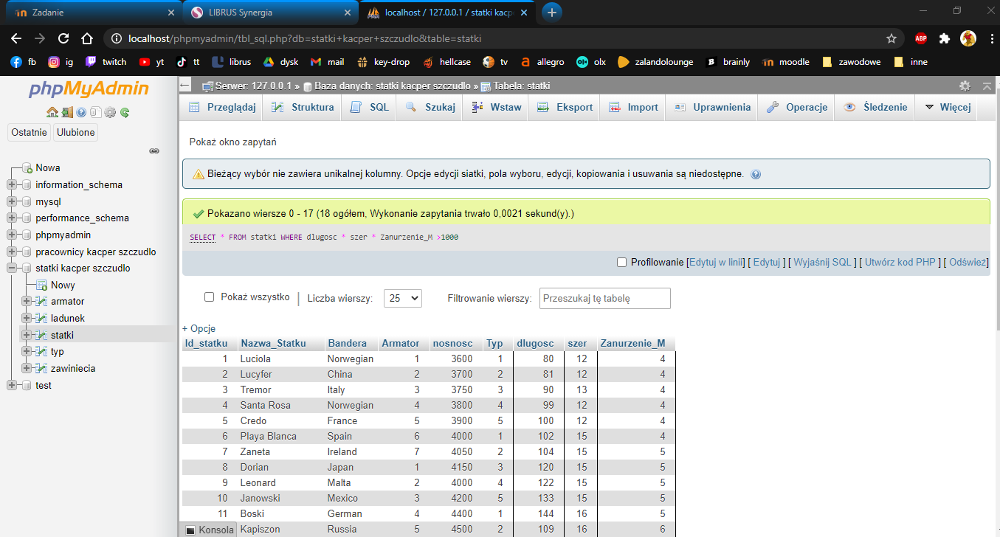 Zadanie
LIBRUS Synergia
localhost / 127.0.0.1 / statki kacp
localhost/phpmyadmin/tbl_sql.php?db=statki+kacper+szczudlo&table=statki
ABP
fb ig twitch yt tt librus dysk mail key-drop hellcase tv allegro olx zalandolounge brainly moodle zawodowe inne
phpMyAdmin
Ostatnie Ulubione
Nowa
information_schema
mysql
performance_schema
phpmyadmin
pracownicy kacper szczudlo
statki kacper szczudlo
Nowy
armator
ladunek
statki
typ
zawiniecia
test
Serwer: 127.0.0.1 » Baza danych: statki kacper szczudlo » Tabela: statki
Przeglądaj Struktura SQL Szukaj Wstaw Eksport Import Uprawnienia Operacje Śledzenie Więcej
Pokaż okno zapytań
Bieżący wybór nie zawiera unikalnej kolumny. Opcje edycji siatki, pola wyboru, edycji, kopiowania i usuwania są niedostępne.
Pokazano wiersze 0 - 17 (18 ogółem, Wykonanie zapytania trwało 0,0021 sekund(y).)
SELECT * FROM statki WHERE dlugosc * szer * Zanurzenie_M >1000
Profilowanie [Edytuj w linii] [ Edytuj ] [ Wyjaśnij SQL ] [ Utwórz kod PHP ] [ Odśwież]
Pokaż wszystko | Liczba wierszy: 25 Filtrowanie wierszy: Przeszukaj tę tabelę
+ Opcje
Id_statku Nazwa_Statku Bandera Armator nosnosc Typ dlugosc szer Zanurzenie_M
1 Luciola Norwegian 1 3600 1 80 12 4
2 Lucyfer China 2 3700 2 81 12 4
3 Tremor Italy 3 3750 3 90 13 4
4 Santa Rosa Norwegian 4 3800 4 99 12 4
5 Credo France 5 3900 5 100 12 4
6 Playa Blanca Spain 6 4000 1 102 15 4
7 Zaneta Ireland 7 4050 2 104 15 5
8 Dorian Japan 1 4150 3 120 15 5
9 Leonard Malta 2 4000 4 122 15 5
10 Janowski Mexico 3 4200 5 133 15 5
11 Boski German 4 4400 1 144 16 5
Konsola Kapiszon Russia 5 4500 2 109 16 6